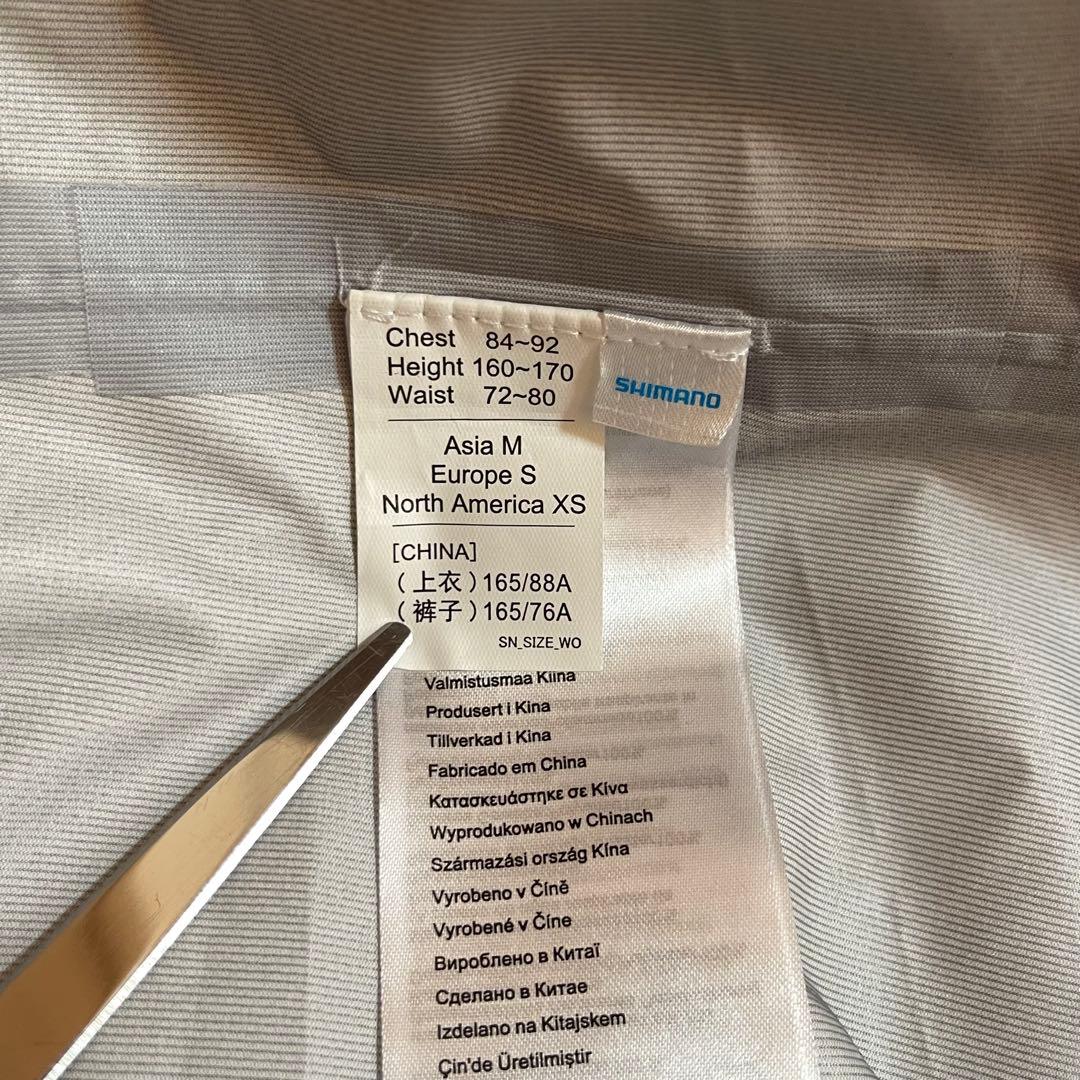 Chest 84~92
Height 160~170
Waist 72~80
Asia M
Europe S
North America XS
[CHINA]
(上衣)165/88A
(裤子)165/76A
SN_SIZE_WO
SHIMANO
Valmistusmaa Kiina
Produsert i Kina
Tillverkad i Kina
Fabricado em China
Κατασκευάστηκε σε Κίνα
Wyprodukowano w Chinach
Származási ország Kína
Vyrobeno v Číně
Vyrobené v Číne
Вироблено в Китаї
Сделано в Китае
Izdelano na Kitajskem
Çin'de Üretilmiştir